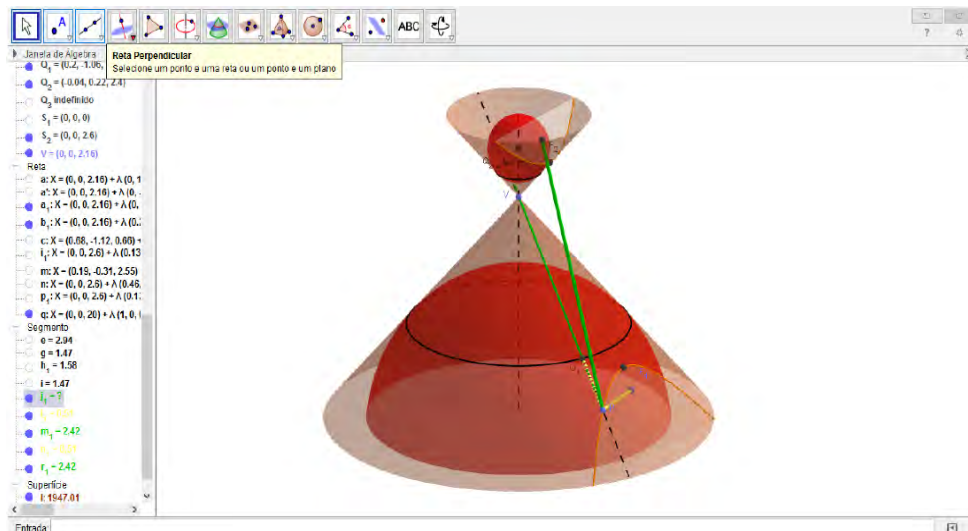 ABC
?
Janela de Álgebra
Reta Perpendicular
Selecione um ponto e uma reta ou um ponto e um plano
Q₁ = (0.2, -1.06,
Q₂ = (-0.04, 0.22, 2.4)
Q₃ indefinido
S₁ = (0, 0, 0)
S₂ = (0, 0, 2.6)
V = (0, 0, 2.16)
Reta
a: X = (0, 0, 2.16) + λ (0, 1
a': X = (0, 0, 2.16) + λ (0,
a₁: X = (0, 0, 2.16) + λ (0,
b₁: X = (0, 0, 2.16) + λ (0.
c: X = (0.68, -1.12, 0.66) +
i₁: X = (0, 0, 2.6) + λ (0.13
m: X = (0.19, -0.31, 2.55)
n: X = (0, 0, 2.6) + λ (0.46,
p₁: X = (0, 0, 2.6) + λ (0.1
q: X = (0, 0, 20) + λ (1, 0,
Segmento
e = 2.94
g = 1.47
h₁ = 1.58
i = 1.47
j₁ = ?
m₁ = 2.42
r₁ = 2.42
Superfície
l: 1947.01
V
Entrada: